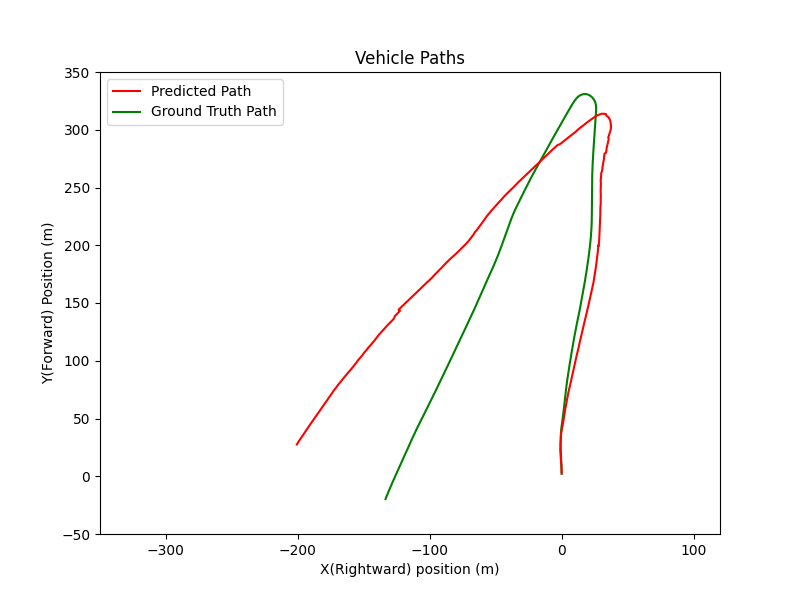 Vehicle Paths
Predicted Path
Ground Truth Path
Y(Forward) Position (m)
350
300
250
200
150
100
50
0
−50
−300
−200
−100
0
100
X(Rightward) position (m)